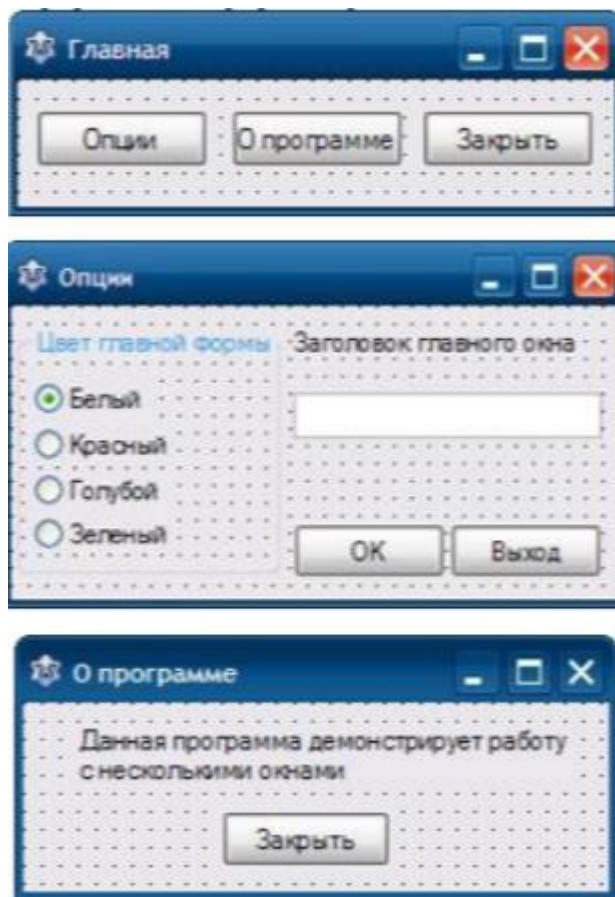 Главная
Опции О программе Закрыть
Опции
Цвет главной формы Заголовок главного окна
Белый
Красный
Голубой
Зеленый
OK Выход
О программе
Данная программа демонстрирует работу
с несколькими окнами
Закрыть